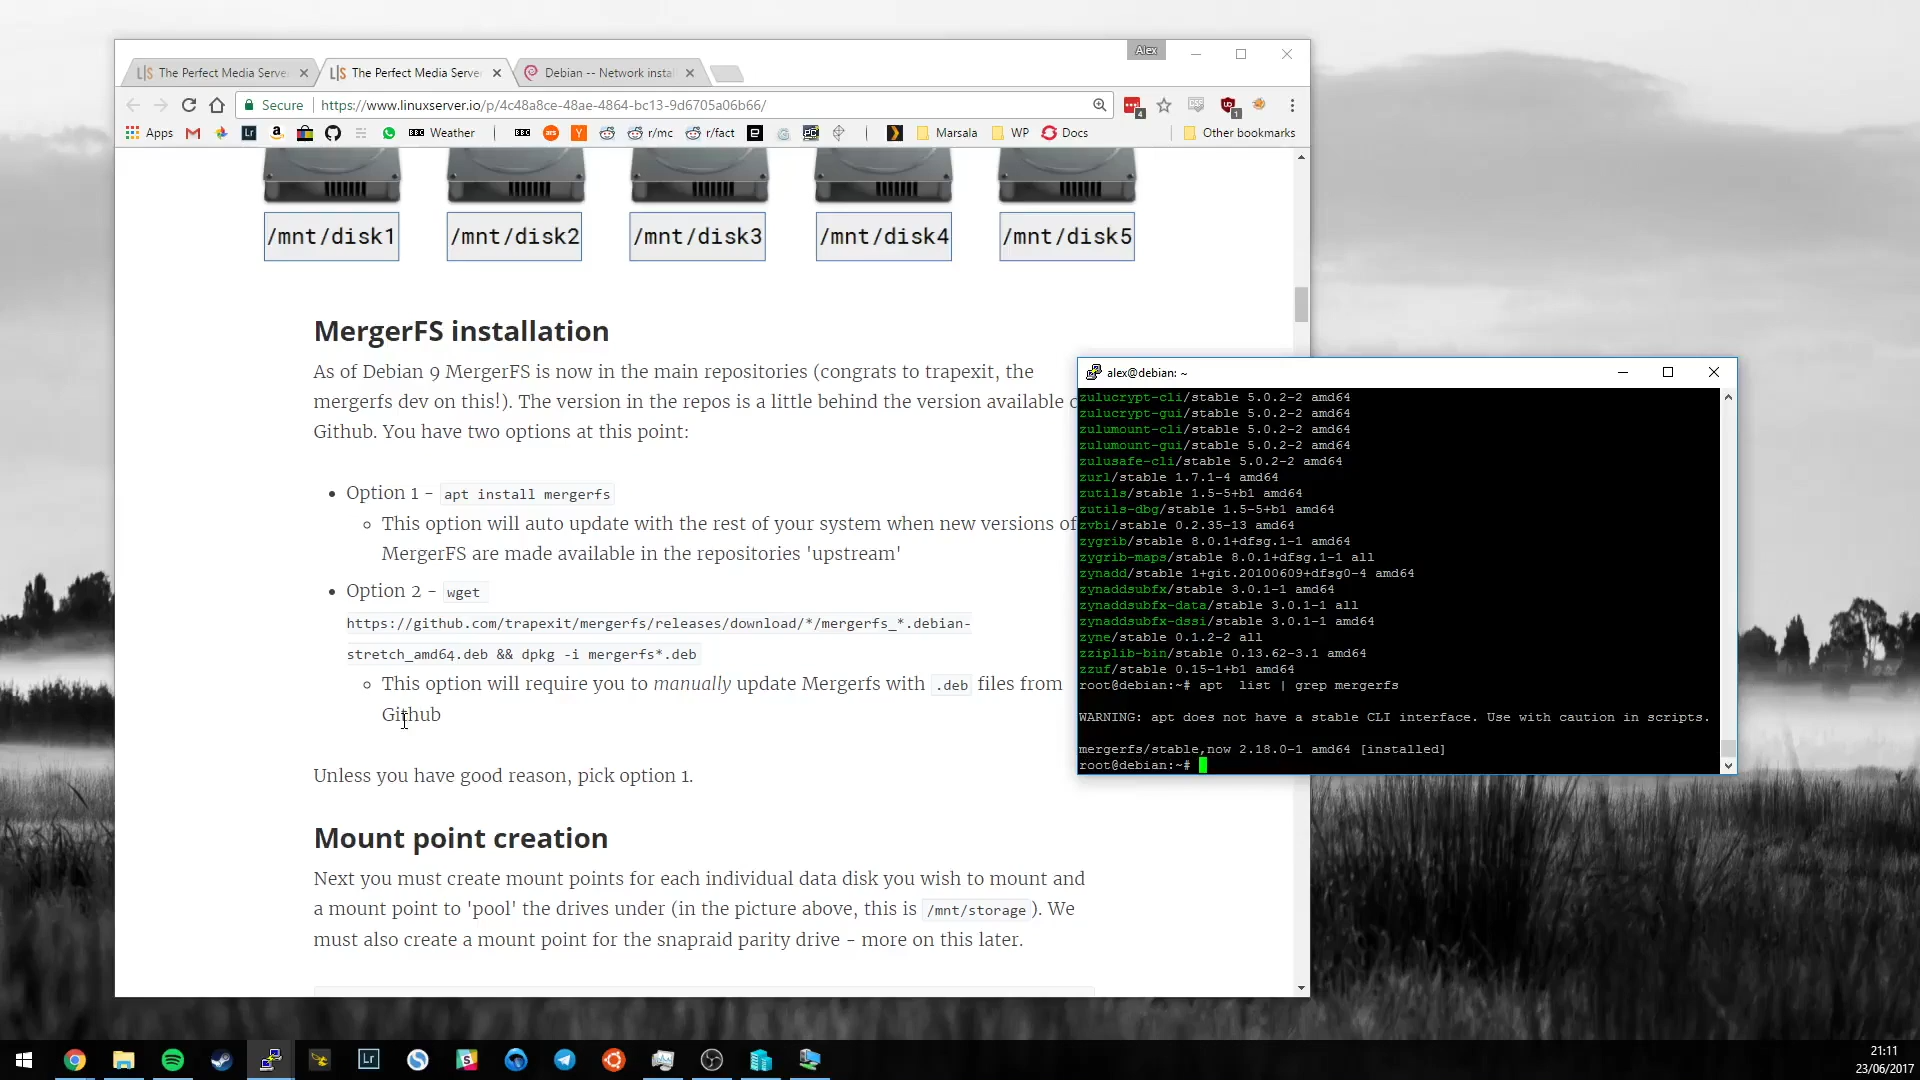 Alex
The Perfect Media Serve
The Perfect Media Serve
Debian -- Network instal
Secure
https://www.linuxserver.io/p/4c48a8ce-48ae-4864-bc13-9d6705a06b66/
Apps
Lr
BBC Weather
BBC
r/mc
r/fact
Marsala
WP
Docs
Other bookmarks
/mnt/disk1
/mnt/disk2
/mnt/disk3
/mnt/disk4
/mnt/disk5
MergerFS installation
As of Debian 9 MergerFS is now in the main repositories (congrats to trapexit, the
mergerfs dev on this!). The version in the repos is a little behind the version available o
Github. You have two options at this point:
Option 1 - apt install mergerfs
This option will auto update with the rest of your system when new versions of
MergerFS are made available in the repositories 'upstream'
Option 2 - wget
https://github.com/trapexit/mergerfs/releases/download/*/mergerfs_*.debian-
stretch_amd64.deb && dpkg -i mergerfs*.deb
This option will require you to manually update Mergerfs with .deb files from
Github
Unless you have good reason, pick option 1.
Mount point creation
Next you must create mount points for each individual data disk you wish to mount and
a mount point to 'pool' the drives under (in the picture above, this is /mnt/storage ). We
must also create a mount point for the snapraid parity drive - more on this later.
alex@debian: ~
zulucrypt-cli/stable 5.0.2-2 amd64
zulucrypt-gui/stable 5.0.2-2 amd64
zulumount-cli/stable 5.0.2-2 amd64
zulumount-gui/stable 5.0.2-2 amd64
zulusafe-cli/stable 5.0.2-2 amd64
zurl/stable 1.7.1-4 amd64
zutils/stable 1.5-5+b1 amd64
zutils-dbg/stable 1.5-5+b1 amd64
zvbi/stable 0.2.35-13 amd64
zygrib/stable 8.0.1+dfsg.1-1 amd64
zygrib-maps/stable 8.0.1+dfsg.1-1 all
zynadd/stable 1+git.20100609+dfsg0-4 amd64
zynaddsubfx/stable 3.0.1-1 amd64
zynaddsubfx-data/stable 3.0.1-1 all
zynaddsubfx-dssi/stable 3.0.1-1 amd64
zyne/stable 0.1.2-2 all
zziplib-bin/stable 0.13.62-3.1 amd64
zzuf/stable 0.15-1+b1 amd64
root@debian:~# apt  list | grep mergerfs
WARNING: apt does not have a stable CLI interface. Use with caution in scripts.
mergerfs/stable,now 2.18.0-1 amd64 [installed]
root@debian:~#
Lr
21:11
23/06/2017